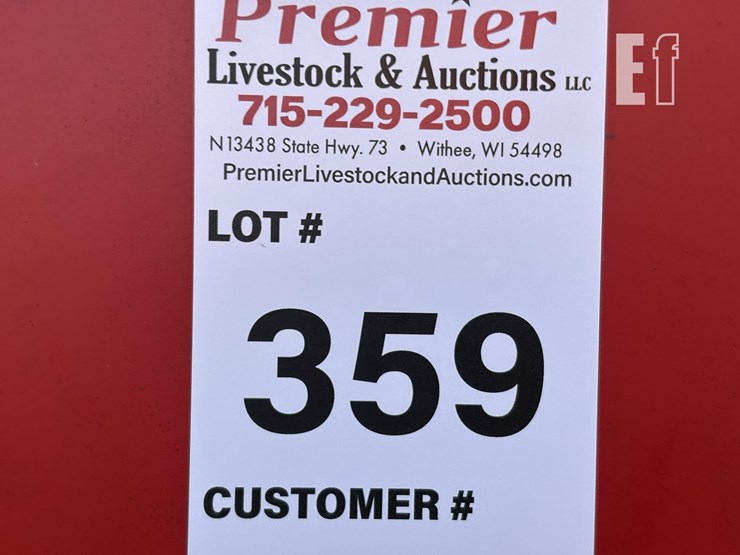 Premier
Livestock & Auctions LLC
715-229-2500
N13438 State Hwy. 73 • Withee, WI 54498
PremierLivestockandAuctions.com
LOT #
359
CUSTOMER #
Ef